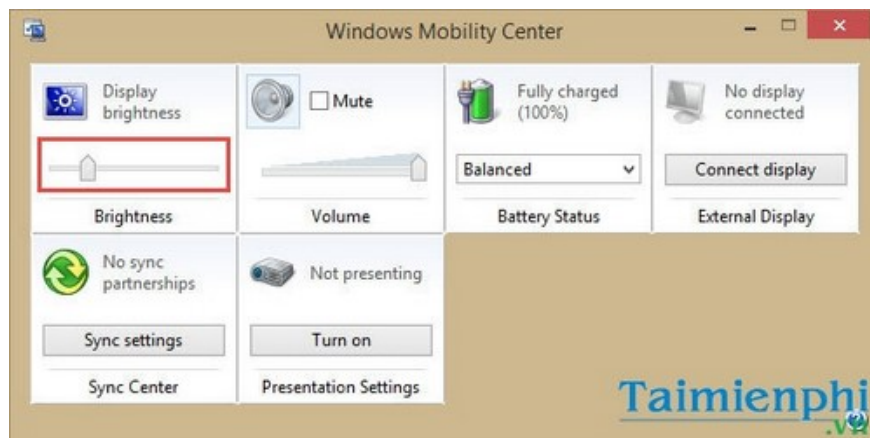 Windows Mobility Center
Display
brightness
Brightness
Mute
Volume
Fully charged
(100%)
Balanced
Battery Status
No display
connected
Connect display
External Display
No sync
partnerships
Sync settings
Sync Center
Not presenting
Turn on
Presentation Settings
Taimienphi
.vn